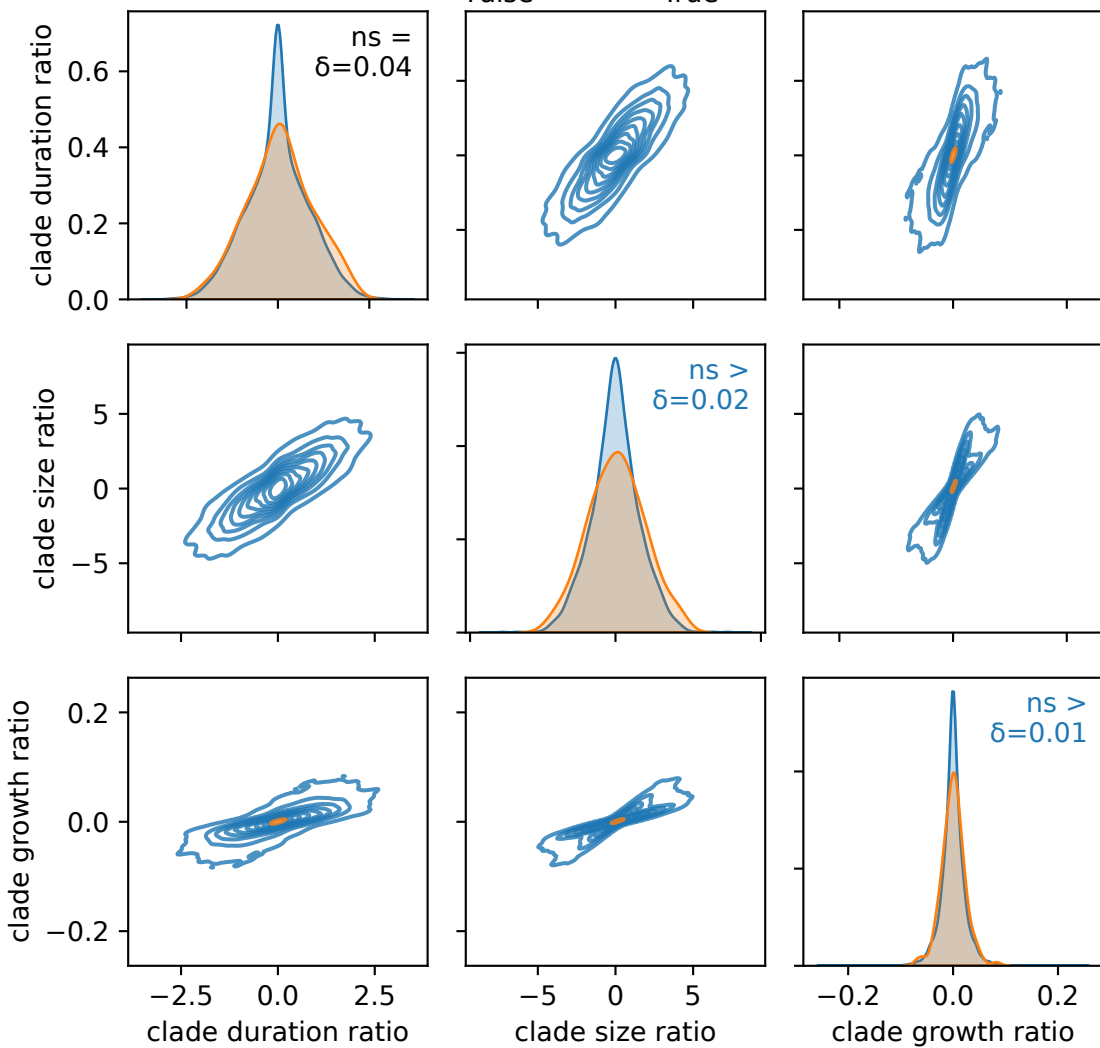 True
clade duration ratio
0.6
0.4
0.2
0.0
ns =
δ=0.04
clade size ratio
5
0
−5
ns >
δ=0.02
clade growth ratio
0.2
0.0
−0.2
ns >
δ=0.01
−2.5 0.0 2.5
−5 0 5
−0.2 0.0 0.2
clade duration ratio
clade size ratio
clade growth ratio